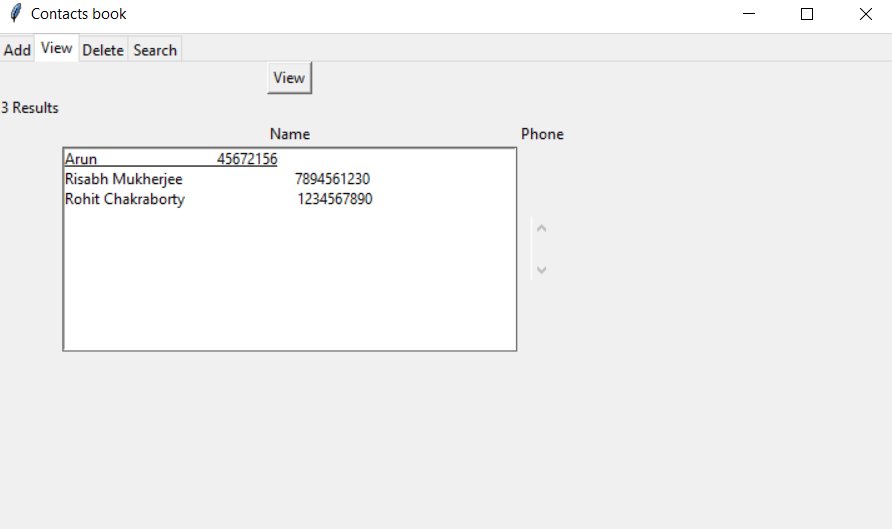 Contacts book
Add View Delete Search
View
3 Results
Name Phone
Arun 45672156
Risabh Mukherjee 7894561230
Rohit Chakraborty 1234567890